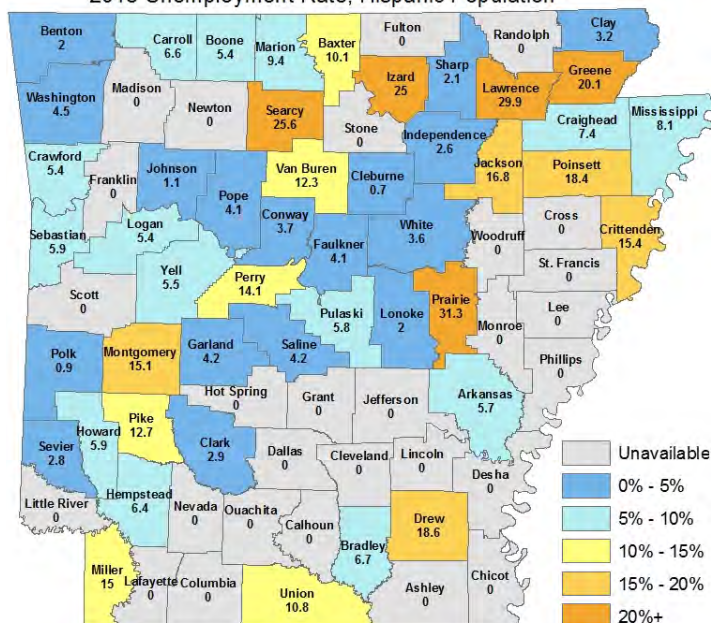 2015 Unemployment Rate, Hispanic Population
Benton
2
Carroll
6.6
Boone
5.4
Marion
9.4
Baxter
10.1
Fulton
0
Randolph
0
Clay
3.2
Washington
4.5
Madison
0
Newton
0
Searcy
25.6
Stone
0
Izard
25
Sharp
2.1
Lawrence
29.9
Greene
20.1
Craighead
7.4
Mississippi
8.1
Independence
2.6
Crawford
5.4
Franklin
0
Johnson
1.1
Pope
4.1
Van Buren
12.3
Cleburne
0.7
Jackson
16.8
Poinsett
18.4
Sebastian
5.9
Logan
5.4
Conway
3.7
Faulkner
4.1
White
3.6
Woodruff
0
Cross
0
Crittenden
15.4
St. Francis
0
Scott
0
Yell
5.5
Perry
14.1
Pulaski
5.8
Lonoke
2
Prairie
31.3
Monroe
0
Lee
0
Phillips
0
Polk
0.9
Montgomery
15.1
Garland
4.2
Saline
4.2
Hot Spring
0
Grant
0
Jefferson
0
Arkansas
5.7
Sevier
2.8
Howard
5.9
Pike
12.7
Clark
2.9
Dallas
0
Cleveland
0
Lincoln
0
Desha
0
Little River
0
Hempstead
6.4
Nevada
0
Ouachita
0
Calhoun
0
Bradley
6.7
Drew
18.6
Miller
15
Lafayette
0
Columbia
0
Union
10.8
Ashley
0
Chicot
0
Unavailable
0% - 5%
5% - 10%
10% - 15%
15% - 20%
20%+